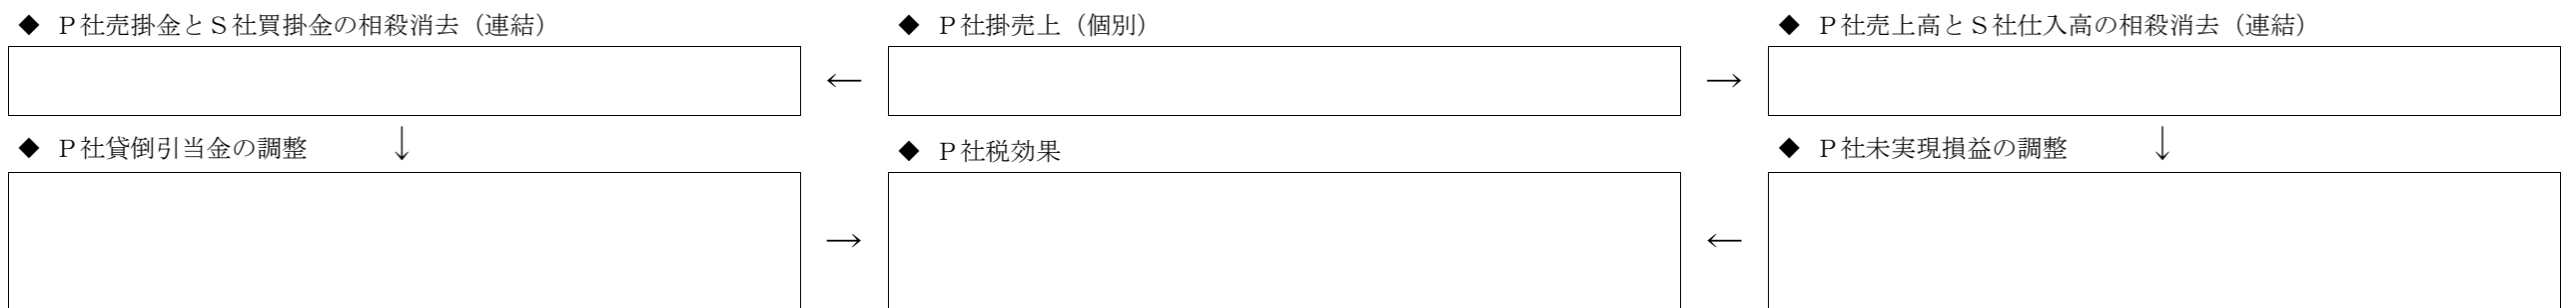 ◆ Ｐ社売掛金とＳ社買掛金の相殺消去（連結）
◆ Ｐ社掛売上（個別）
◆ Ｐ社売上高とＳ社仕入高の相殺消去（連結）
← →
◆ Ｐ社貸倒引当金の調整 ↓
◆ Ｐ社税効果
◆ Ｐ社未実現損益の調整 ↓
→ ←